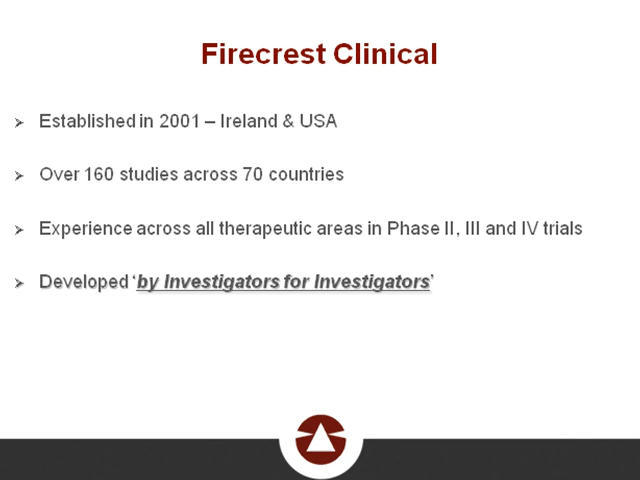 Firecrest Clinical
Established in 2001 – Ireland & USA
Over 160 studies across 70 countries
Experience across all therapeutic areas in Phase II, III and IV trials
Developed ‘by Investigators for Investigators’